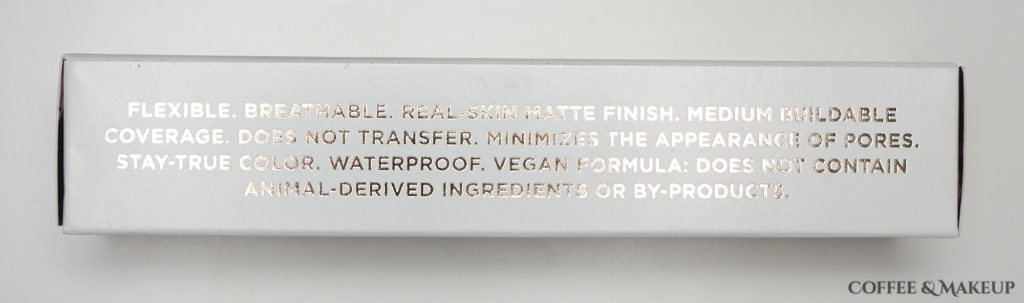 FLEXIBLE. BREATHABLE. REAL-SKIN MATTE FINISH. MEDIUM BUILDABLE
COVERAGE. DOES NOT TRANSFER. MINIMIZES THE APPEARANCE OF PORES.
STAY-TRUE COLOR. WATERPROOF. VEGAN FORMULA: DOES NOT CONTAIN
ANIMAL-DERIVED INGREDIENTS OR BY-PRODUCTS.
COFFEE & MAKEUP